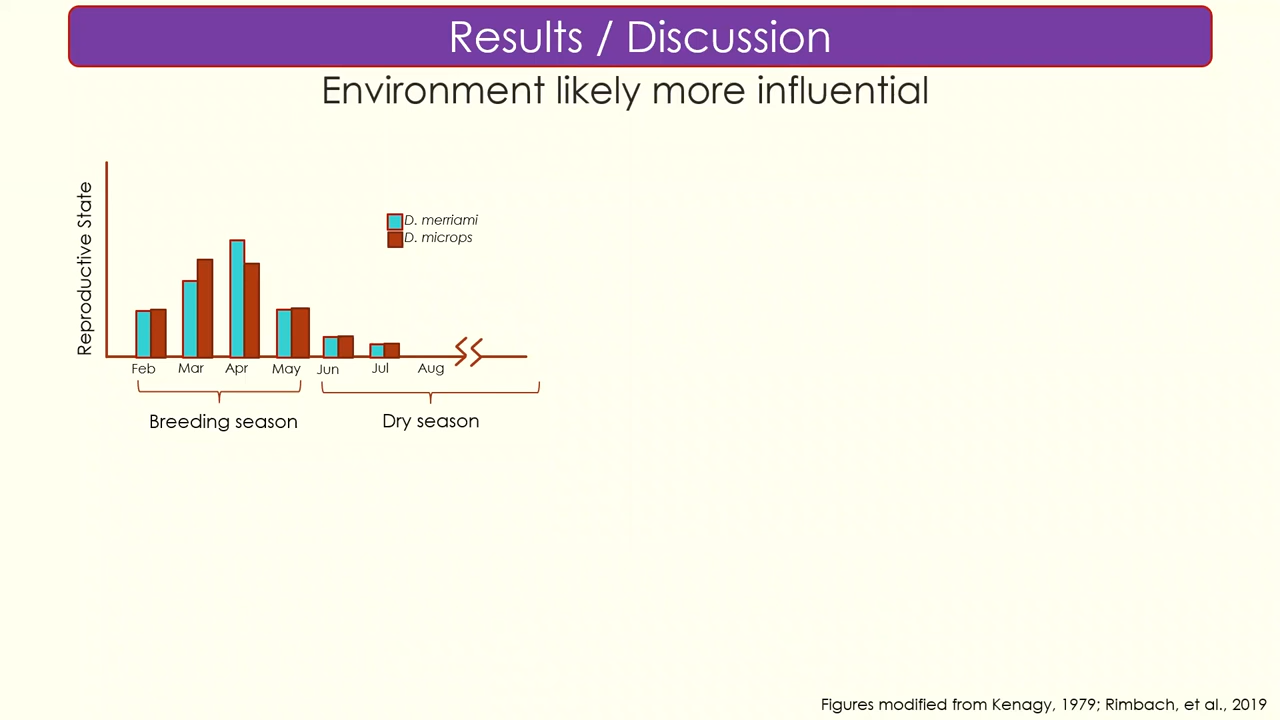 Results / Discussion
Environment likely more influential
Reproductive State
D. merriami
D. microps
Feb Mar Apr May Jun Jul Aug
Breeding season Dry season
Figures modified from Kenagy, 1979; Rimbach, et al., 2019